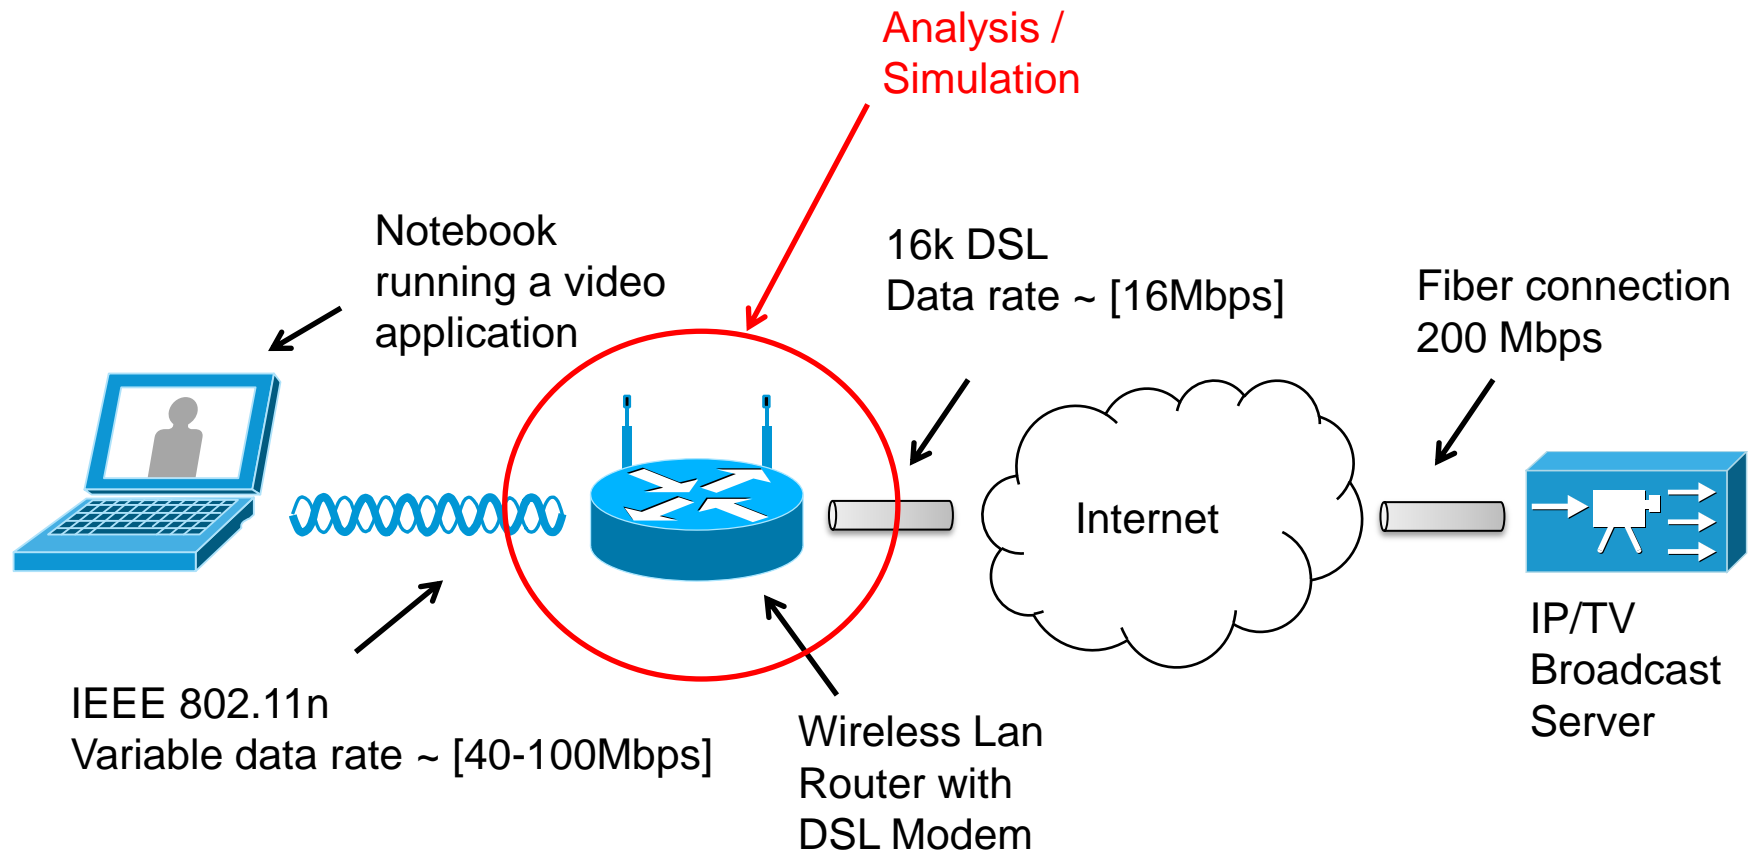 Analysis /
Simulation
Notebook
running a video
application
16k DSL
Data rate ~ [16Mbps]
Fiber connection
200 Mbps
Internet
IP/TV
Broadcast
Server
IEEE 802.11n
Variable data rate ~ [40-100Mbps]
Wireless Lan
Router with
DSL Modem